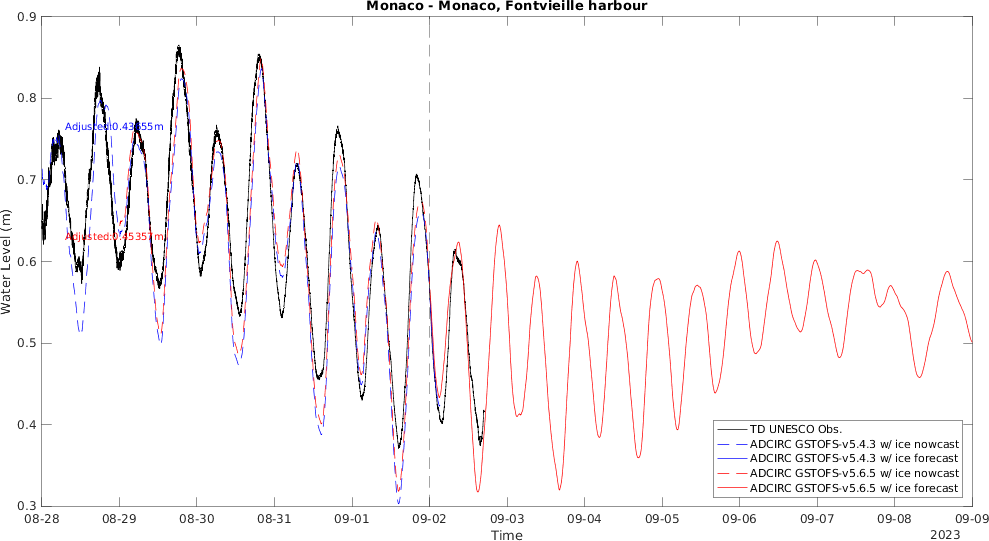 Monaco - Monaco, Fontvieille harbour
0.9
0.8
0.7
0.6
0.5
0.4
0.3
Water Level (m)
Adjusted:0.43655m
Adjusted:0.45357m
TD UNESCO Obs.
ADCIRC GSTOFS-v5.4.3 w/ ice nowcast
ADCIRC GSTOFS-v5.4.3 w/ ice forecast
ADCIRC GSTOFS-v5.6.5 w/ ice nowcast
ADCIRC GSTOFS-v5.6.5 w/ ice forecast
08-28 08-29 08-30 08-31 09-01 09-02 09-03 09-04 09-05 09-06 09-07 09-08 09-09
Time
2023